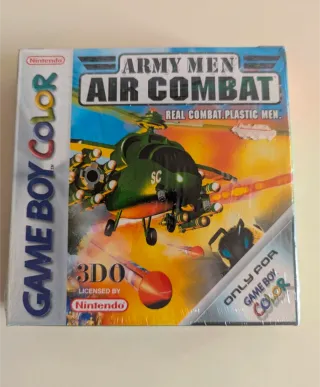 Nintendo
GAME BOY COLOR
ARMY MEN
AIR COMBAT
REAL COMBAT. PLASTIC MEN.
SC
3DO
LICENSED BY
Nintendo
ONLY FOR
GAME BOY
COLOR